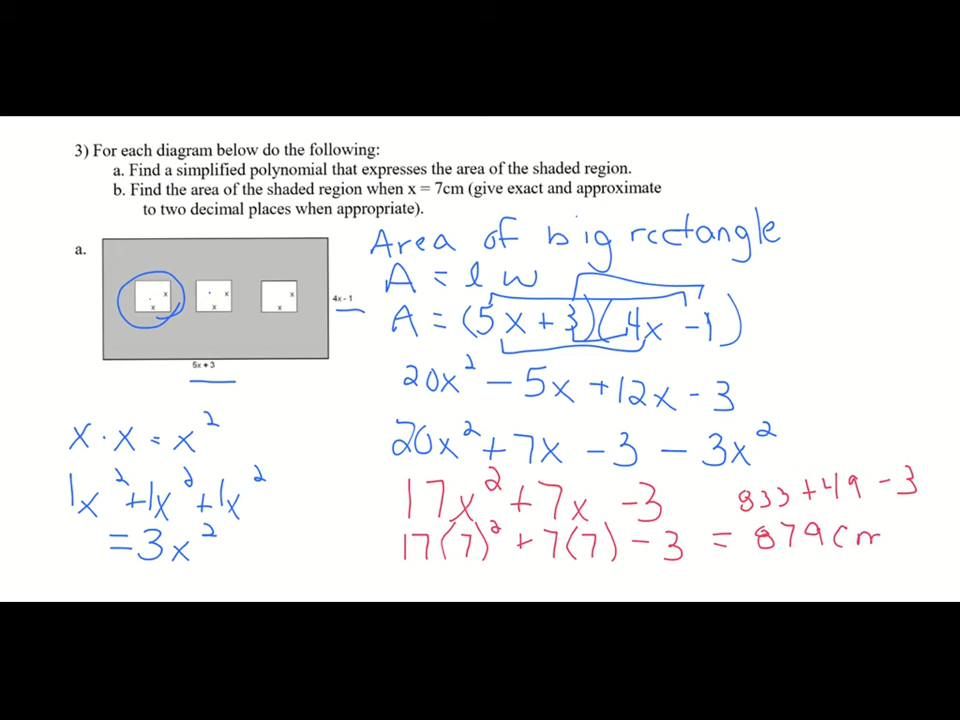 3) For each diagram below do the following:
a. Find a simplified polynomial that expresses the area of the shaded region.
b. Find the area of the shaded region when x = 7cm (give exact and approximate
to two decimal places when appropriate).
a.
x
x
x
x
x
x
4x - 1
5x + 3
Area of big rectangle
A = l w
A = (5x + 3)(4x - 1)
20x² - 5x + 12x - 3
20x² + 7x - 3 - 3x²
17x² + 7x - 3
833 + 49 - 3
17(7)² + 7(7) - 3 = 879cm
x · x = x²
1x² + 1x² + 1x²
= 3x²